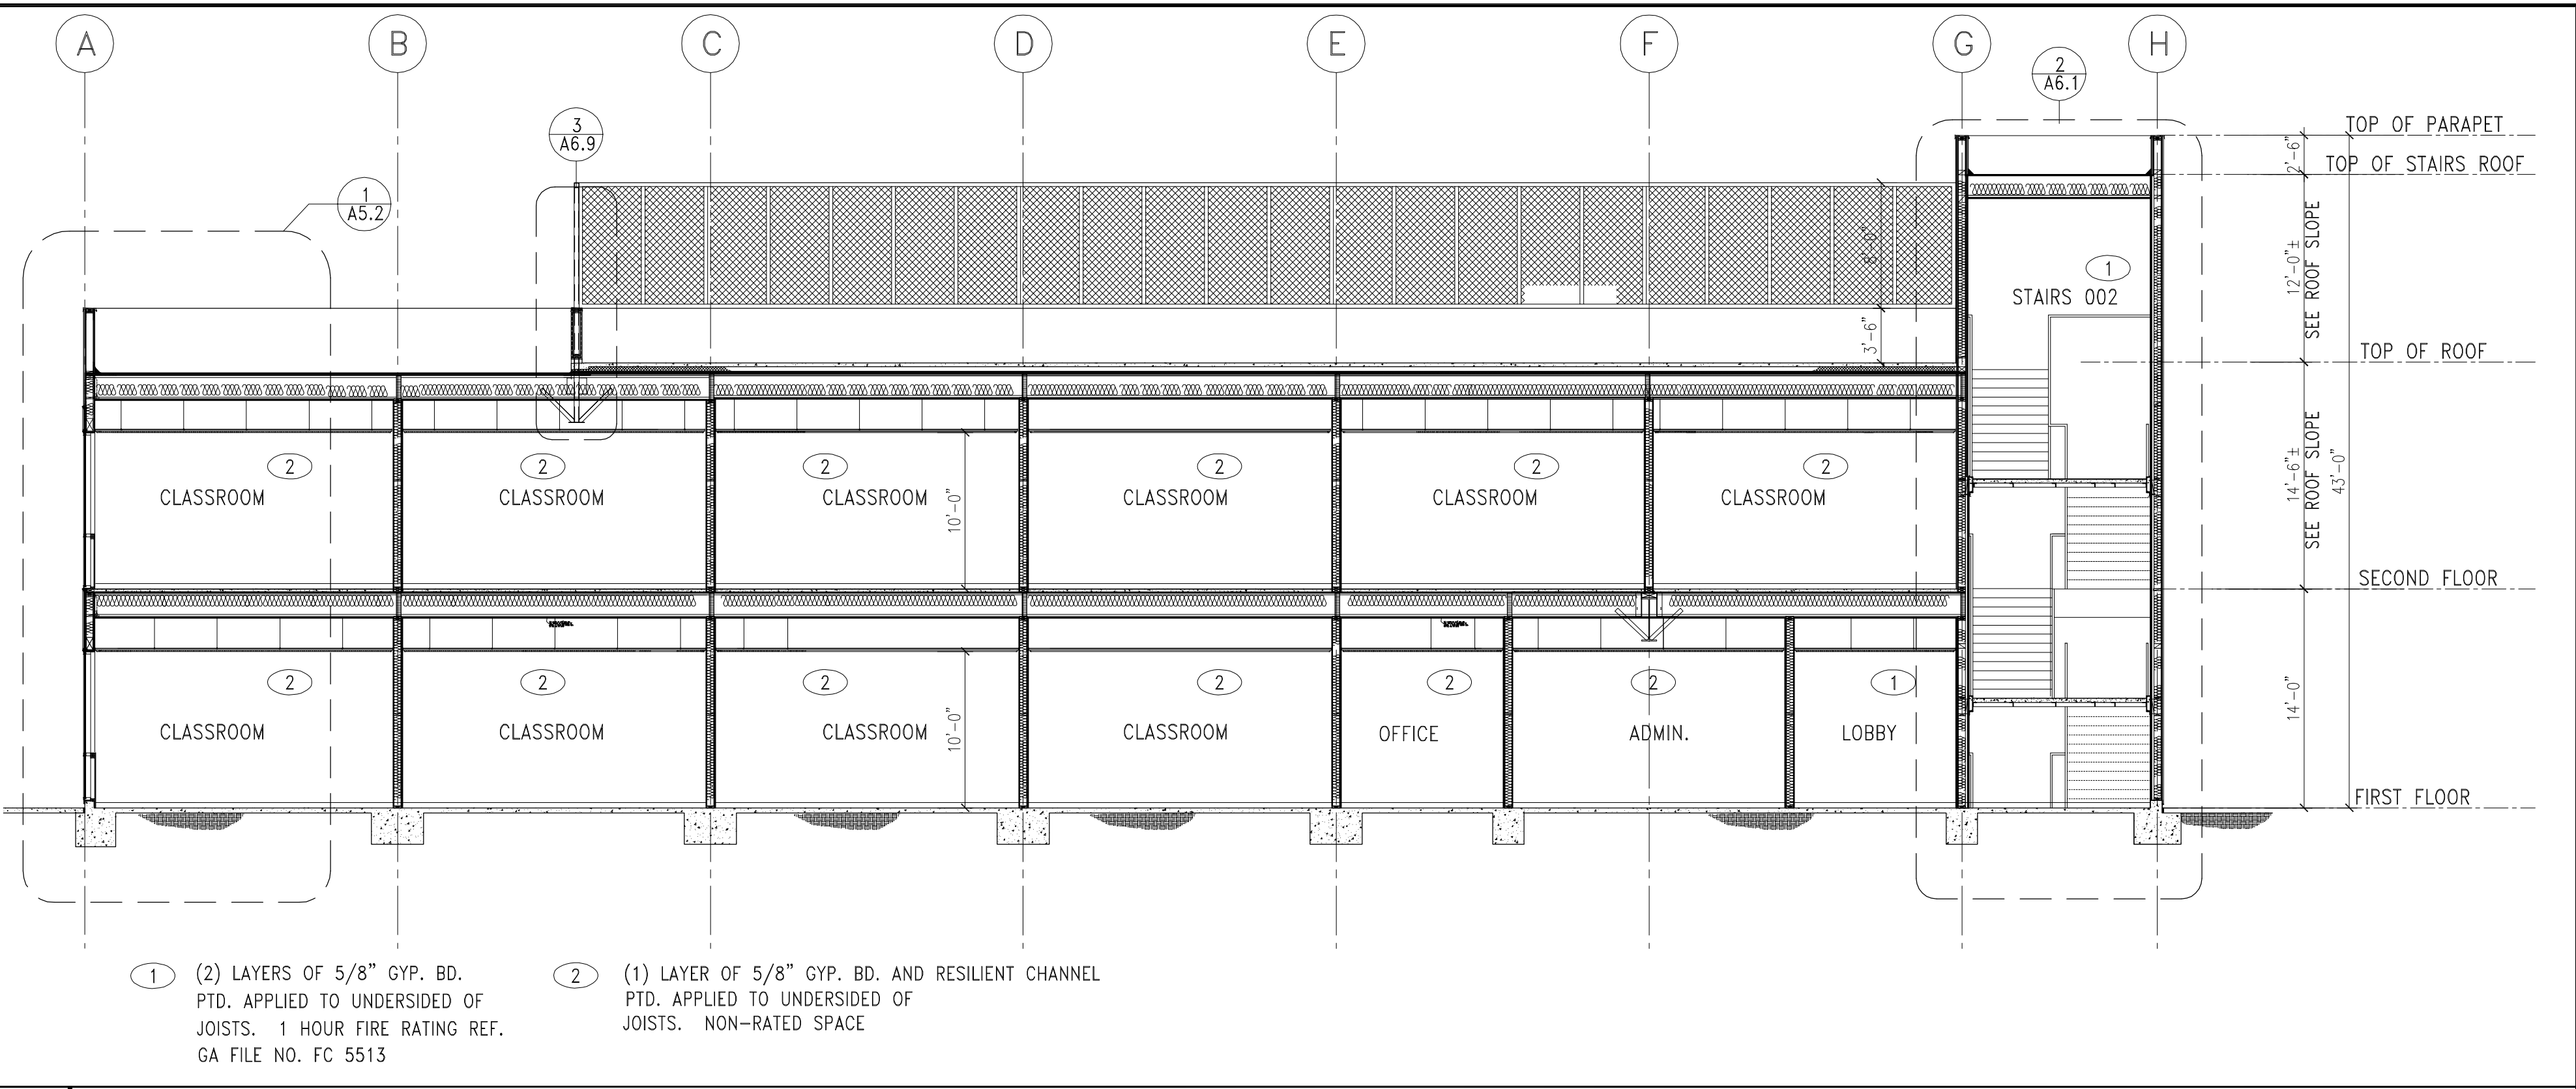 A B C D E F G H
2
A6.1
3
A6.9
1
A5.2
TOP OF PARAPET
2'-6"
TOP OF STAIRS ROOF
8'-0"
12'-0"±
SEE ROOF SLOPE
1
STAIRS 002
3'-6"
TOP OF ROOF
2 2 2 2 2 2
CLASSROOM CLASSROOM CLASSROOM CLASSROOM CLASSROOM CLASSROOM
10'-0"
14'-6"±
SEE ROOF SLOPE
43'-0"
SECOND FLOOR
2 2 2 2 2 2 1
CLASSROOM CLASSROOM CLASSROOM CLASSROOM OFFICE ADMIN. LOBBY
10'-0"
14'-0"
FIRST FLOOR
1 (2) LAYERS OF 5/8" GYP. BD.
PTD. APPLIED TO UNDERSIDED OF
JOISTS. 1 HOUR FIRE RATING REF.
GA FILE NO. FC 5513
2 (1) LAYER OF 5/8" GYP. BD. AND RESILIENT CHANNEL
PTD. APPLIED TO UNDERSIDED OF
JOISTS. NON-RATED SPACE